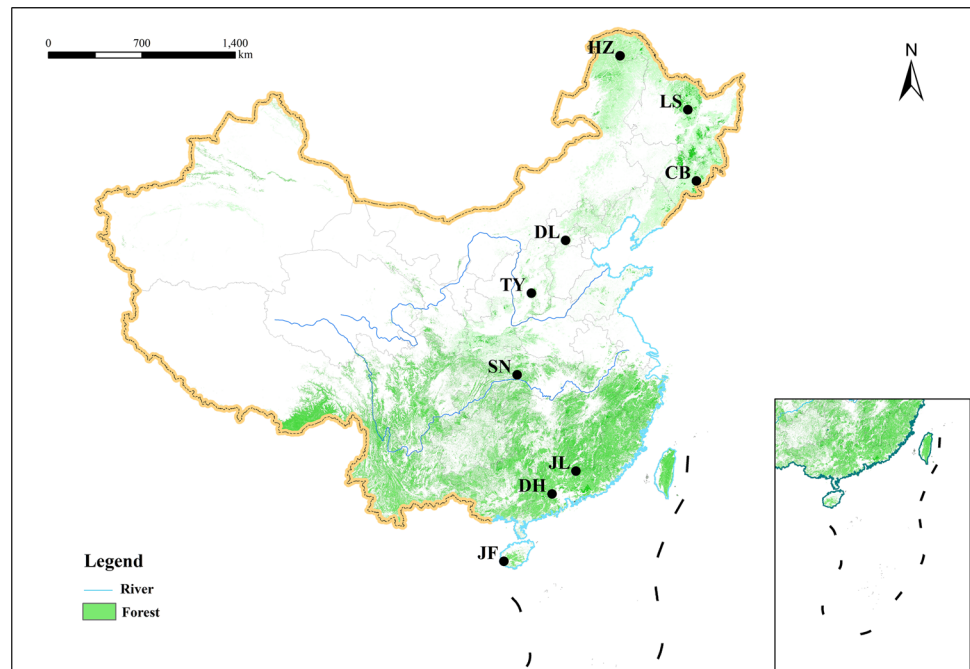 0 700 1,400
km
N
HZ
LS
CB
DL
TY
SN
JL
DH
JF
Legend
River
Forest